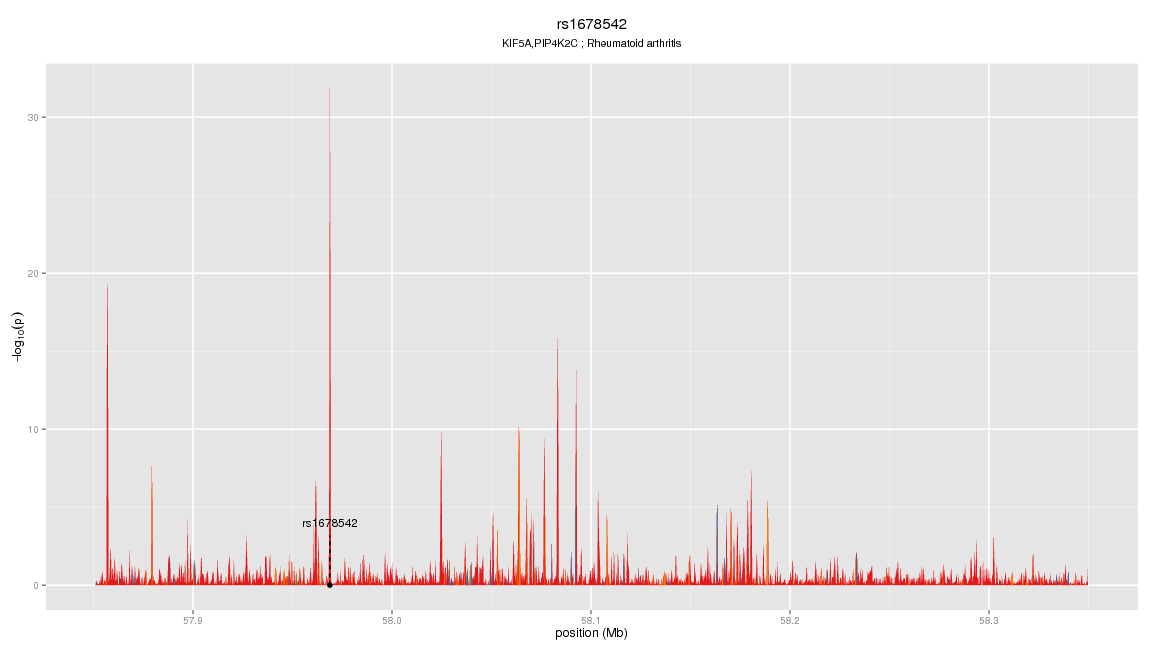 rs1678542
KIF5A,PIP4K2C ; Rheumatoid arthritis
30
20
10
0
−log10(p)
rs1678542
57.9
58.0
58.1
58.2
58.3
position (Mb)